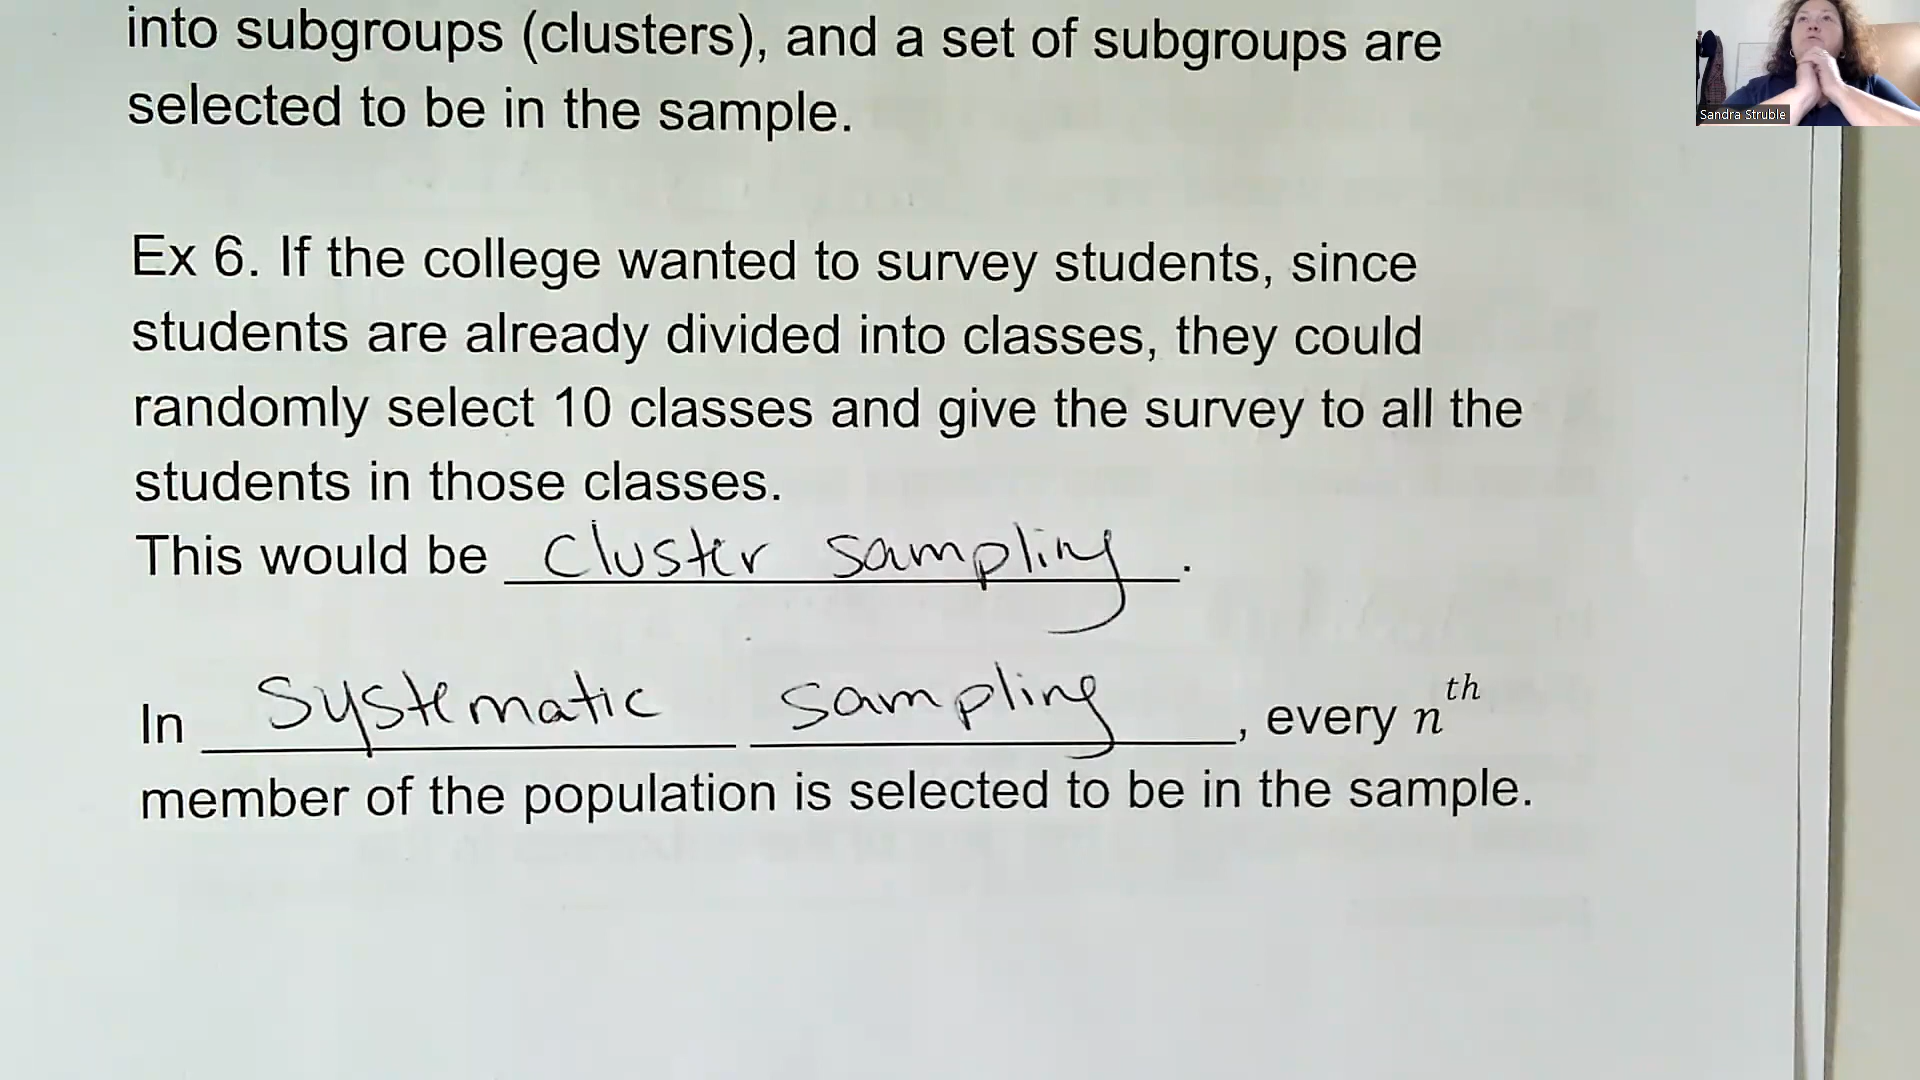 into subgroups (clusters), and a set of subgroups are
selected to be in the sample.
Sandra Struble
Ex 6. If the college wanted to survey students, since
students are already divided into classes, they could
randomly select 10 classes and give the survey to all the
students in those classes.
This would be cluster sampling.
In systematic sampling, every nth
member of the population is selected to be in the sample.